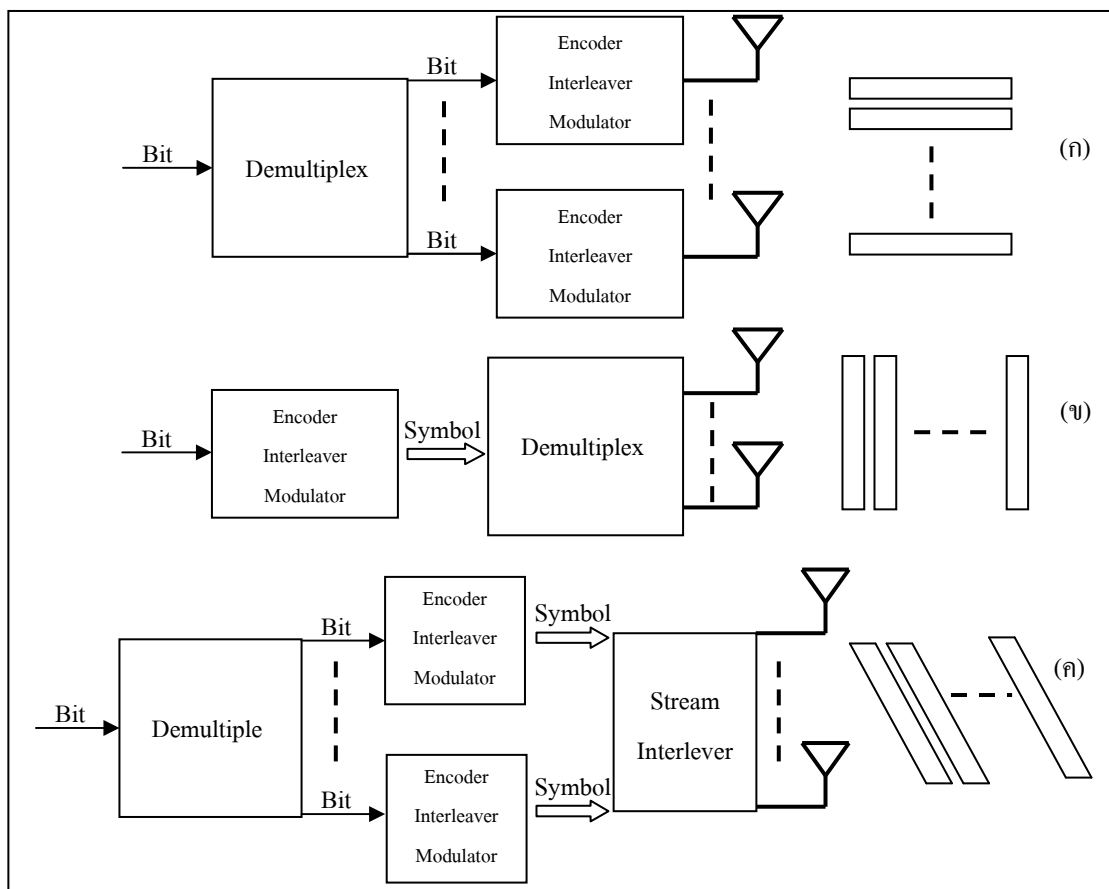 Bit
Demultiplex
Bit
Encoder
Interleaver
Modulator
Bit
Encoder
Interleaver
Modulator
(ก)
Bit
Encoder
Interleaver
Modulator
Symbol
Demultiplex
(ข)
Bit
Demultiple
Bit
Encoder
Interleaver
Modulator
Symbol
Bit
Encoder
Interleaver
Modulator
Symbol
Stream
Interlever
(ค)